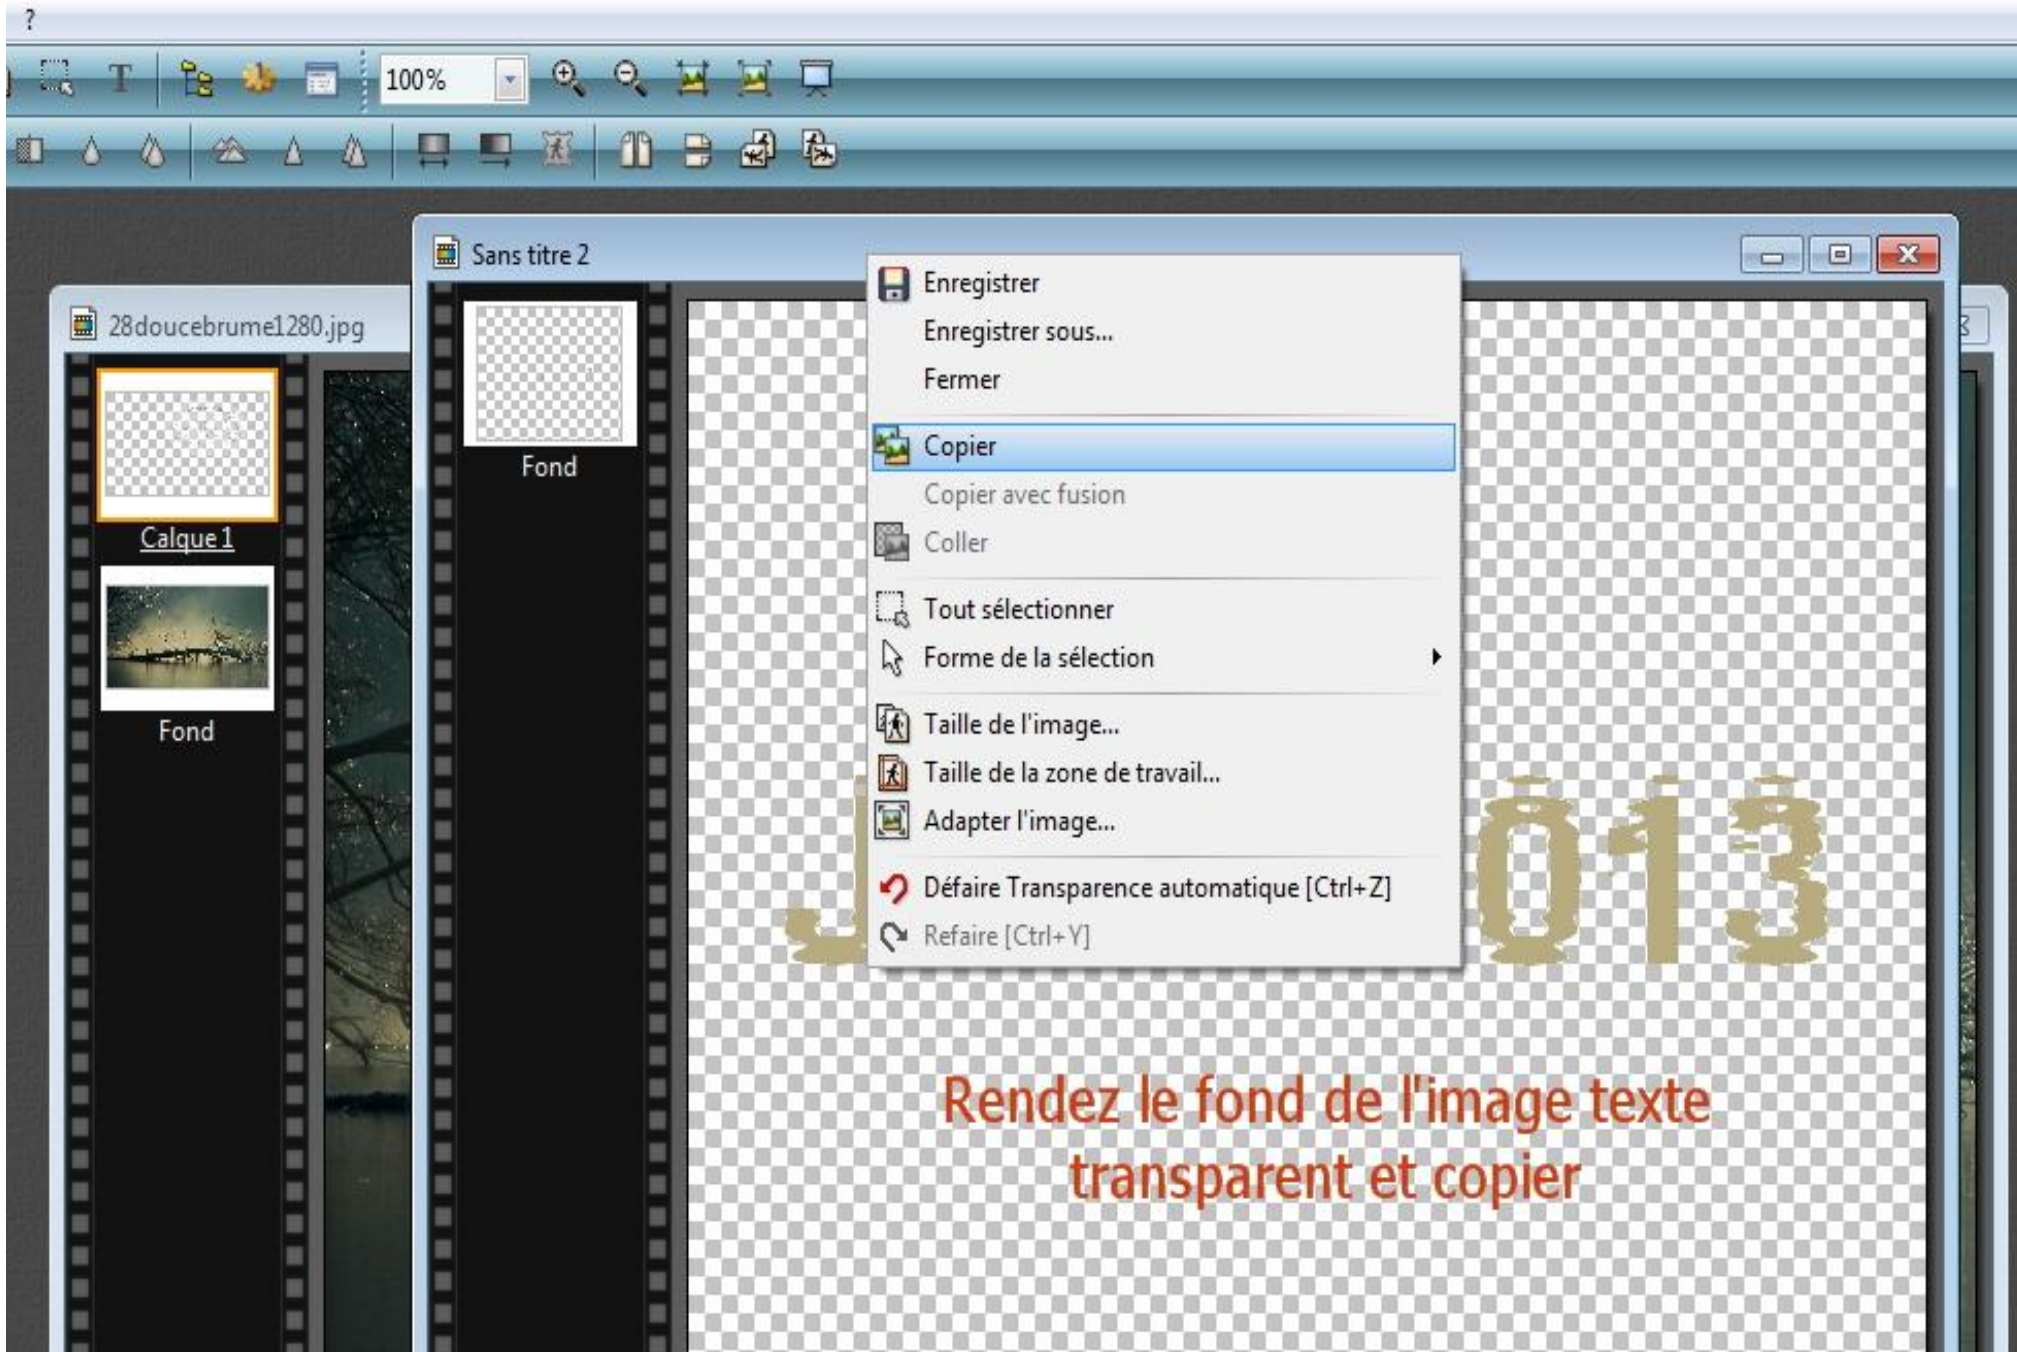 ?
T
100%
Sans titre 2
28doucebrume1280.jpg
Calque 1
Fond
Fond
Enregistrer
Enregistrer sous...
Fermer
Copier
Copier avec fusion
Coller
Tout sélectionner
Forme de la sélection
Taille de l'image...
Taille de la zone de travail...
Adapter l'image...
Défaire Transparence automatique [Ctrl+Z]
Refaire [Ctrl+Y]
J
013
Rendez le fond de l'image texte
transparent et copier